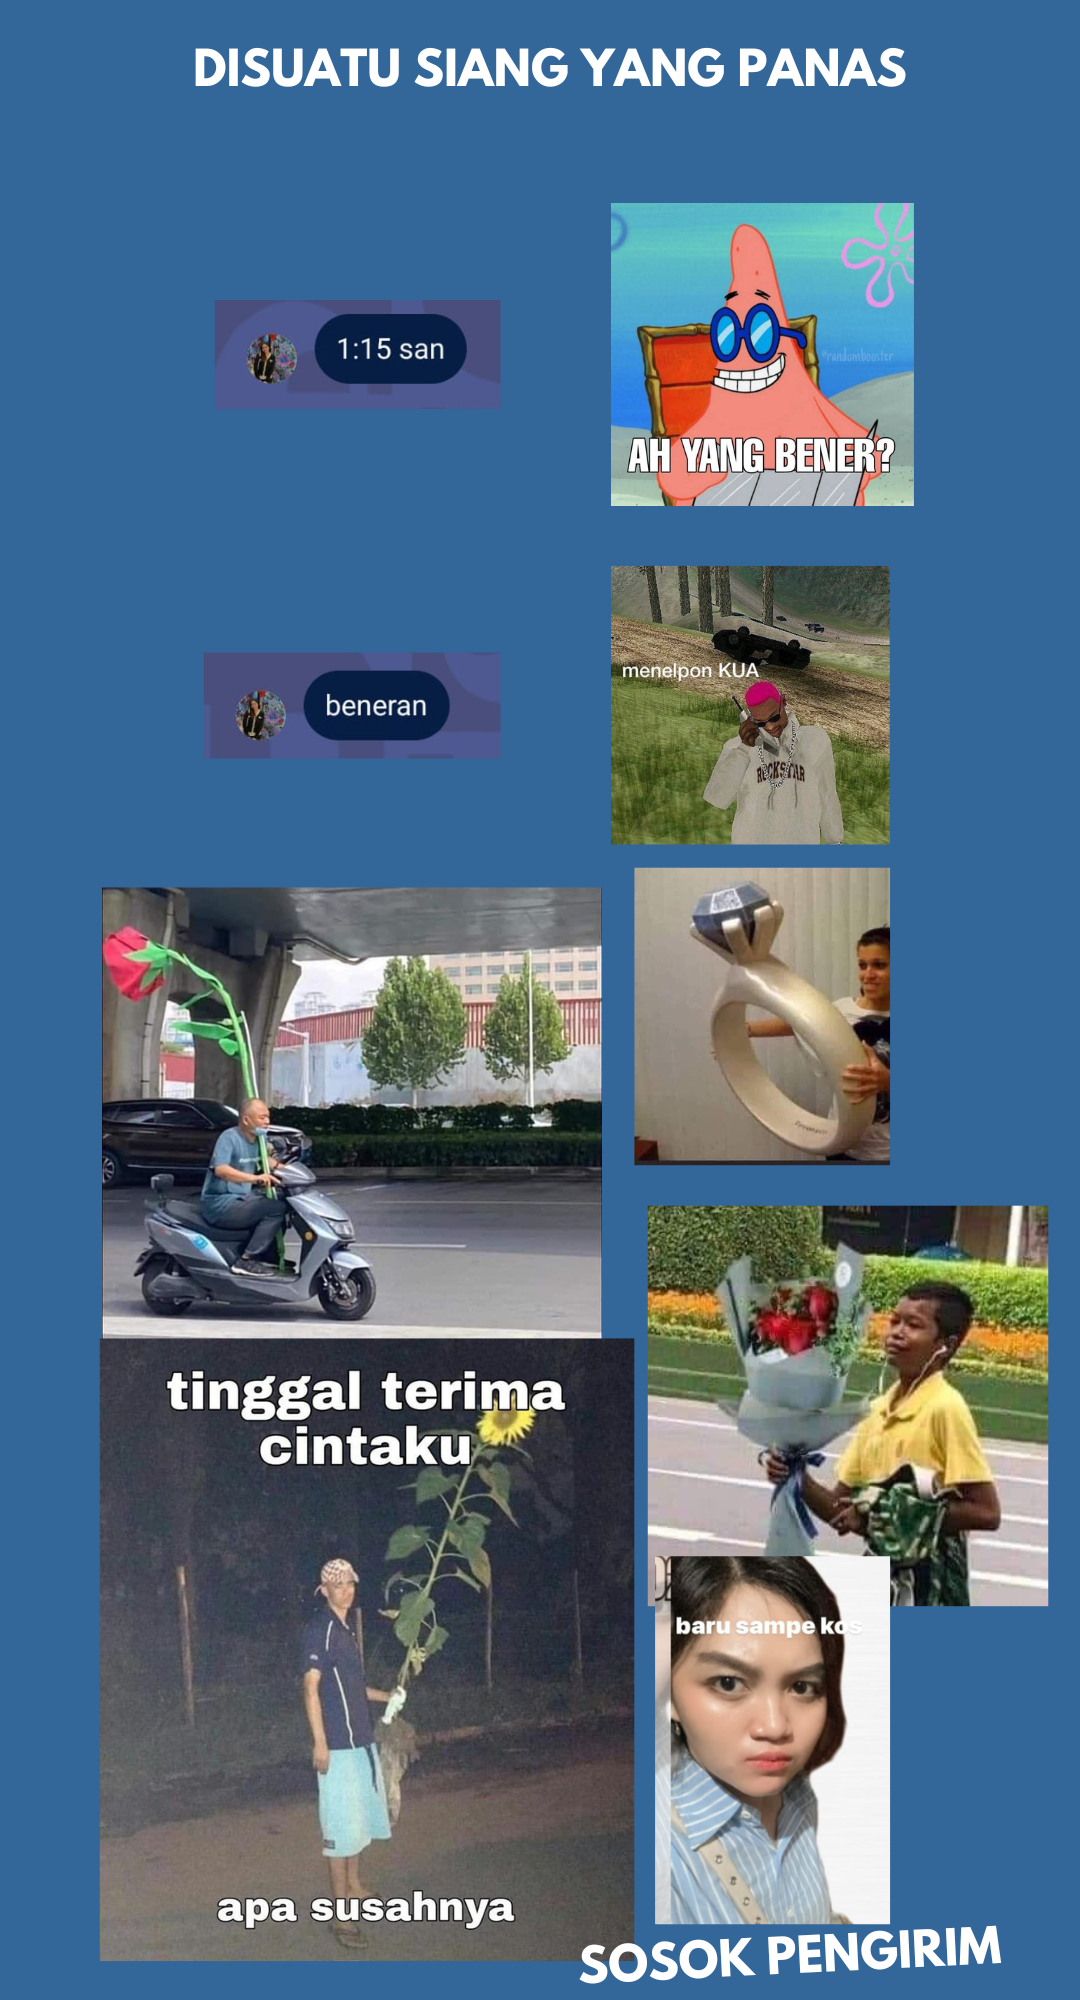 DISUATU SIANG YANG PANAS
1:15 san
#randombooster
AH YANG BENER?
beneran
menelpon KUA
ROCKSTAR
tinggal terima
cintaku
apa susahnya
baru sampe kos
SOSOK PENGIRIM